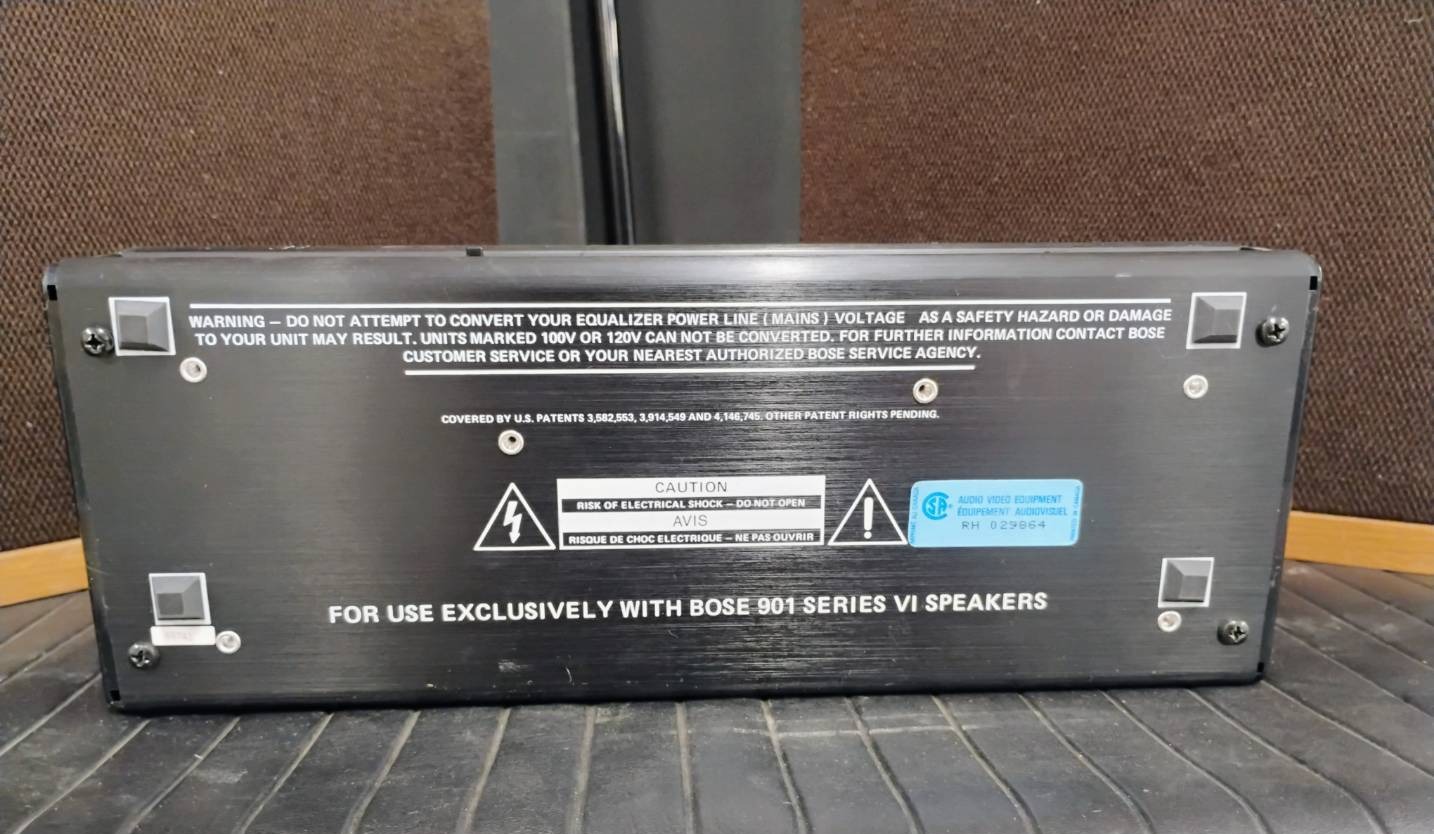 WARNING – DO NOT ATTEMPT TO CONVERT YOUR EQUALIZER POWER LINE ( MAINS ) VOLTAGE AS A SAFETY HAZARD OR DAMAGE
TO YOUR UNIT MAY RESULT. UNITS MARKED 100V OR 120V CAN NOT BE CONVERTED. FOR FURTHER INFORMATION CONTACT BOSE
CUSTOMER SERVICE OR YOUR NEAREST AUTHORIZED BOSE SERVICE AGENCY.
COVERED BY U.S. PATENTS 3,582,553, 3,914,549 AND 4,146,745. OTHER PATENT RIGHTS PENDING.
CAUTION
RISK OF ELECTRICAL SHOCK – DO NOT OPEN
AVIS
RISQUE DE CHOC ELECTRIQUE – NE PAS OUVRIR
AUDIO VIDEO EQUIPMENT
ÉQUIPEMENT AUDIOVISUEL
RH 029864
FOR USE EXCLUSIVELY WITH BOSE 901 SERIES VI SPEAKERS